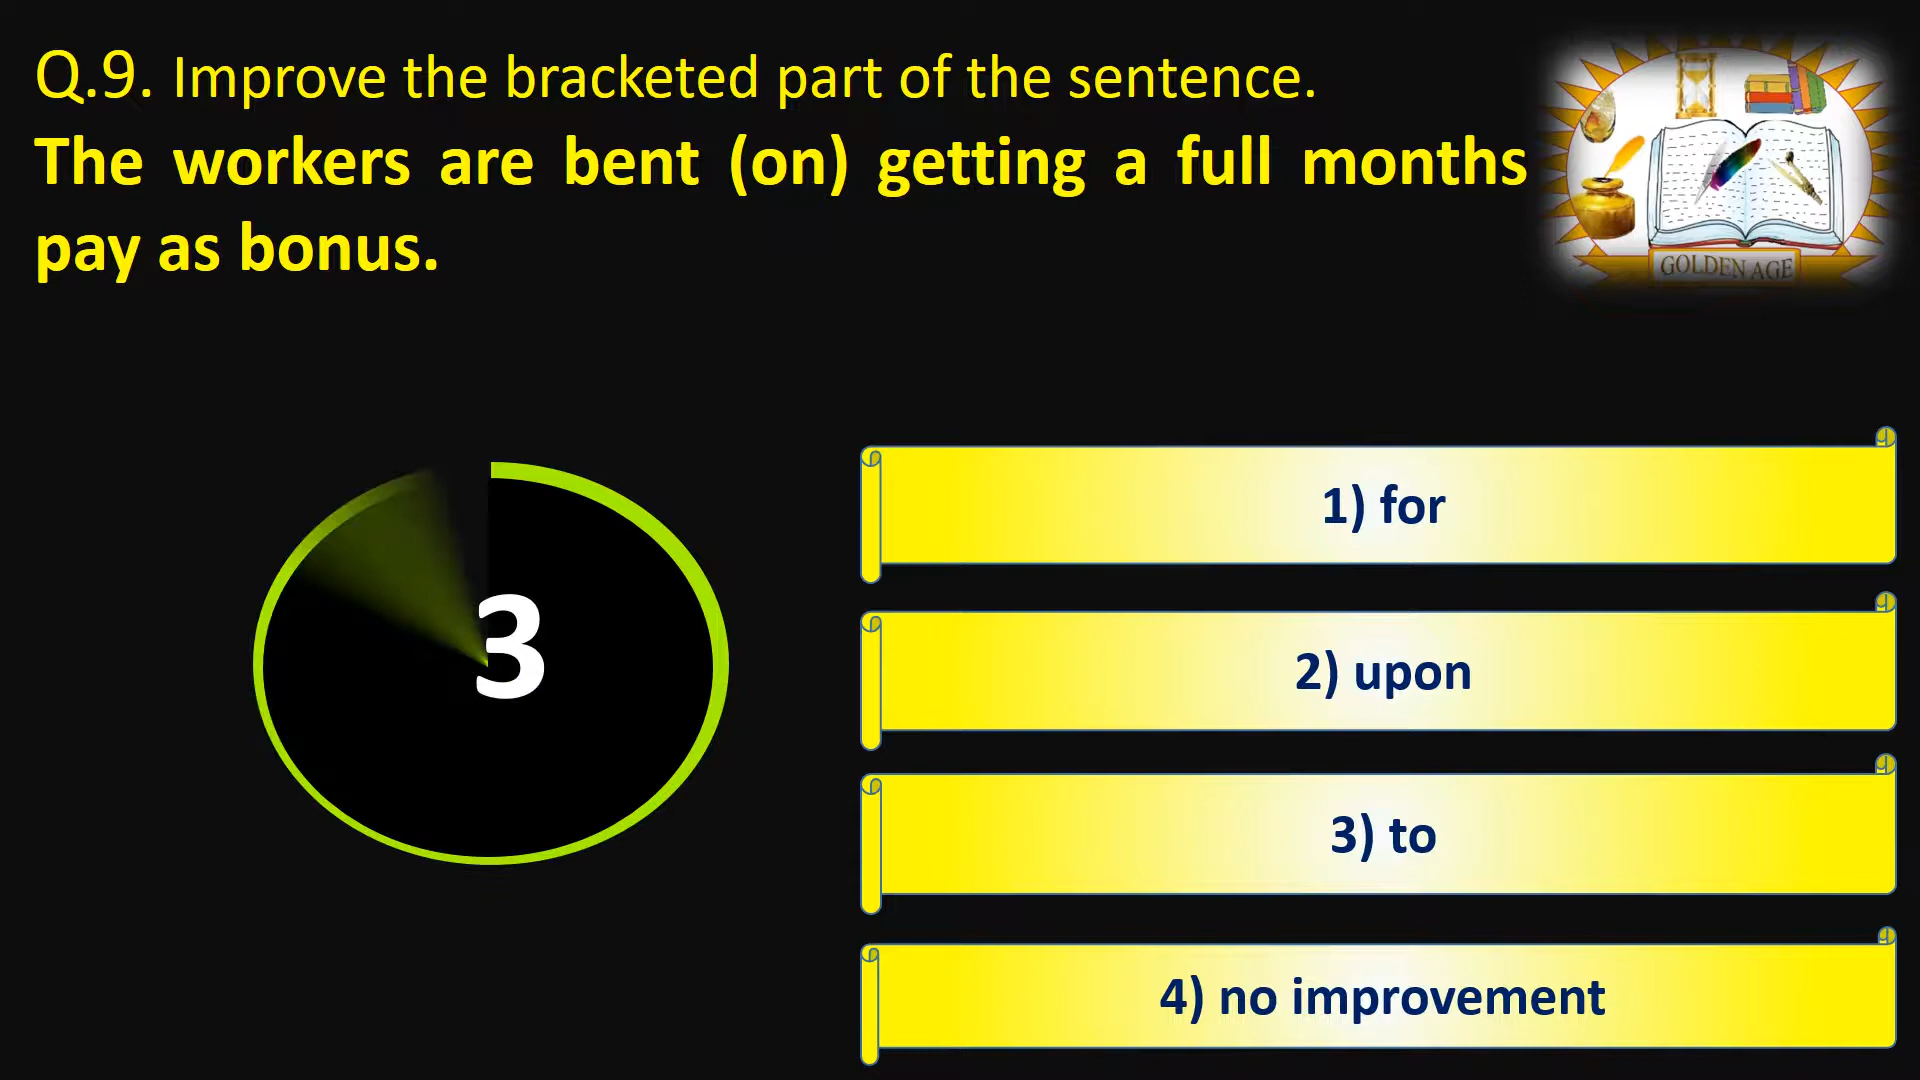 Q.9. Improve the bracketed part of the sentence.
The workers are bent (on) getting a full months
pay as bonus.
GOLDEN AGE
3
1) for
2) upon
3) to
4) no improvement